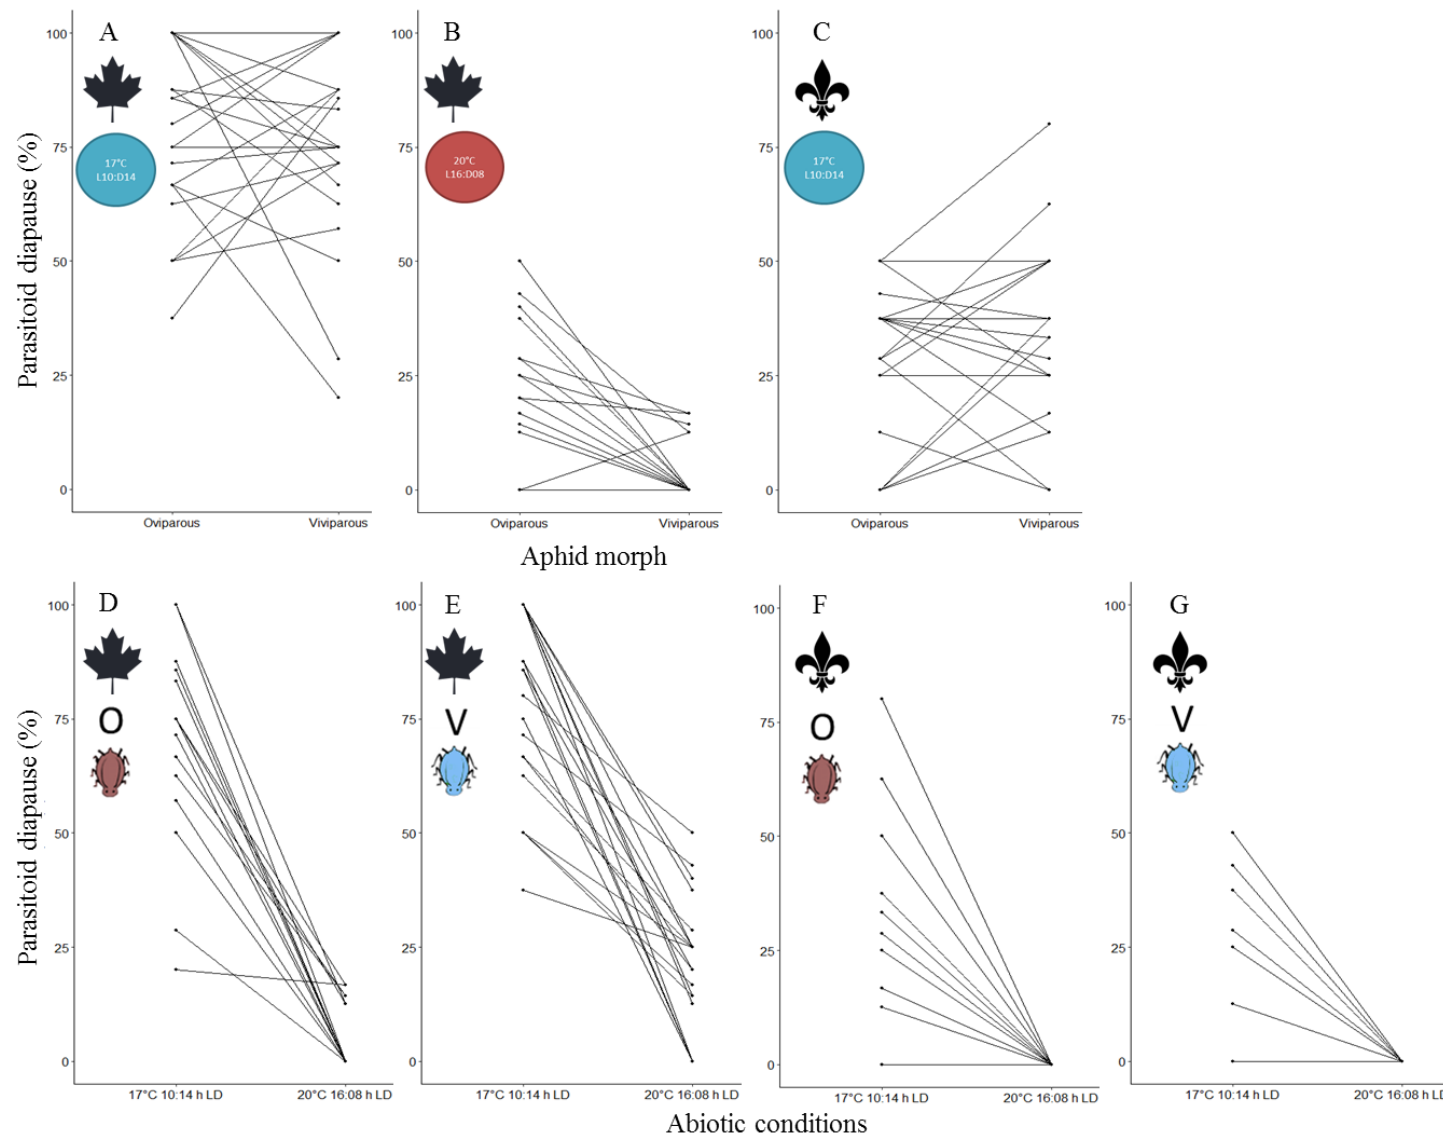 A
B
C
Parasitoid diapause (%)
100
75
50
25
0
17°C
L10:D14
Oviparous
Viviparous
100
75
50
25
0
20°C
L16:D08
Oviparous
Viviparous
100
75
50
25
0
17°C
L10:D14
Oviparous
Viviparous
Aphid morph
D
E
F
G
Parasitoid diapause (%)
100
75
50
25
0
O
17°C 10:14 h LD
20°C 16:08 h LD
100
75
50
25
0
V
17°C 10:14 h LD
20°C 16:08 h LD
100
75
50
25
0
O
17°C 10:14 h LD
20°C 16:08 h LD
100
75
50
25
0
V
17°C 10:14 h LD
20°C 16:08 h LD
Abiotic conditions